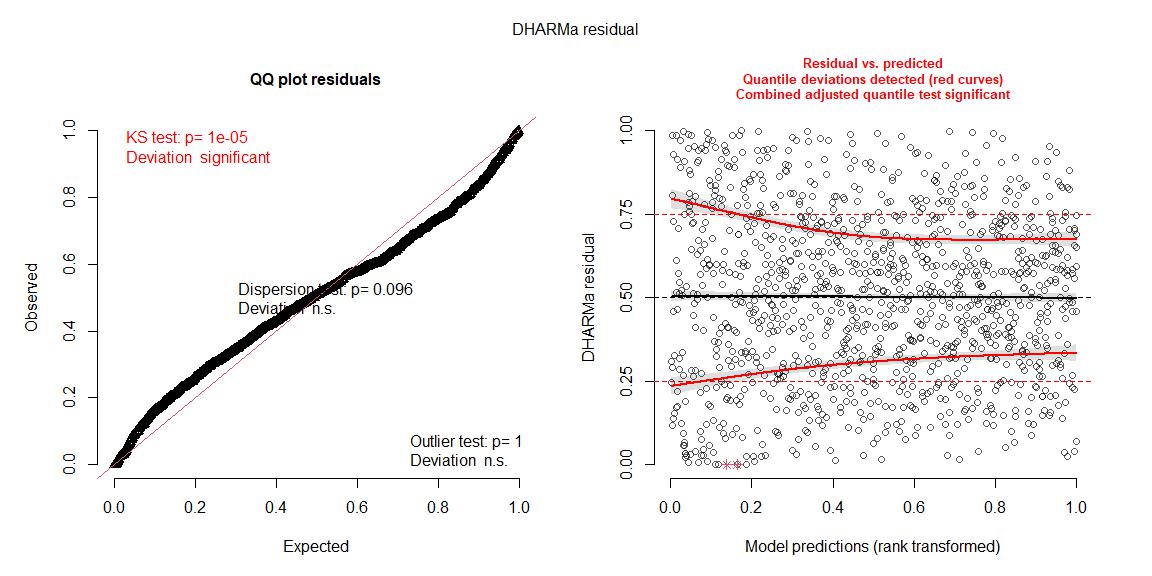 DHARMa residual
QQ plot residuals
KS test: p= 1e-05
Deviation significant
Dispersion test: p= 0.096
Deviation n.s.
Outlier test: p= 1
Deviation n.s.
Observed
0.0 0.2 0.4 0.6 0.8 1.0
0.0 0.2 0.4 0.6 0.8 1.0
Expected
Residual vs. predicted
Quantile deviations detected (red curves)
Combined adjusted quantile test significant
DHARMa residual
0.00 0.25 0.50 0.75 1.00
0.0 0.2 0.4 0.6 0.8 1.0
Model predictions (rank transformed)